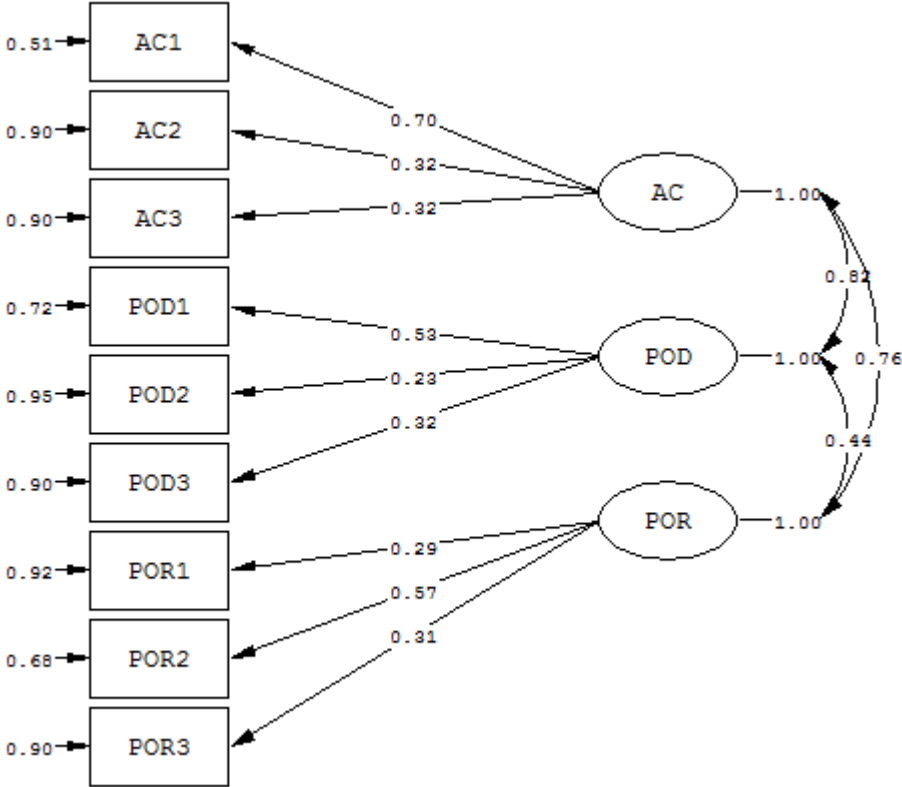 0.51 AC1
0.70
0.90 AC2
0.32
AC 1.00
0.90 AC3
0.32
0.82
0.72 POD1
0.53
POD 1.00 0.76
0.95 POD2
0.23
0.32
0.44
0.90 POD3
POR 1.00
0.29
0.92 POR1
0.57
0.31
0.68 POR2
0.90 POR3